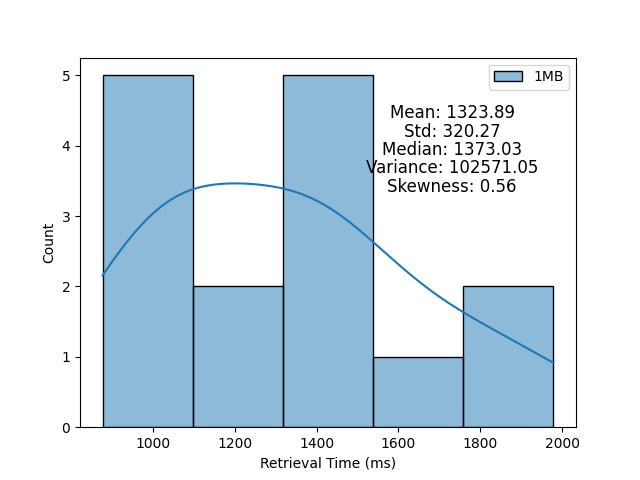 1MB
Mean: 1323.89
Std: 320.27
Median: 1373.03
Variance: 102571.05
Skewness: 0.56
Count
5
4
3
2
1
0
1000 1200 1400 1600 1800 2000
Retrieval Time (ms)